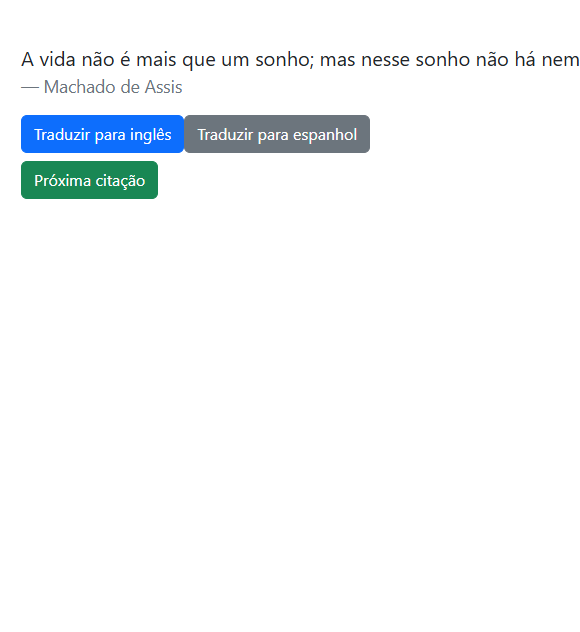 A vida não é mais que um sonho; mas nesse sonho não há nem
— Machado de Assis
Traduzir para inglês
Traduzir para espanhol
Próxima citação